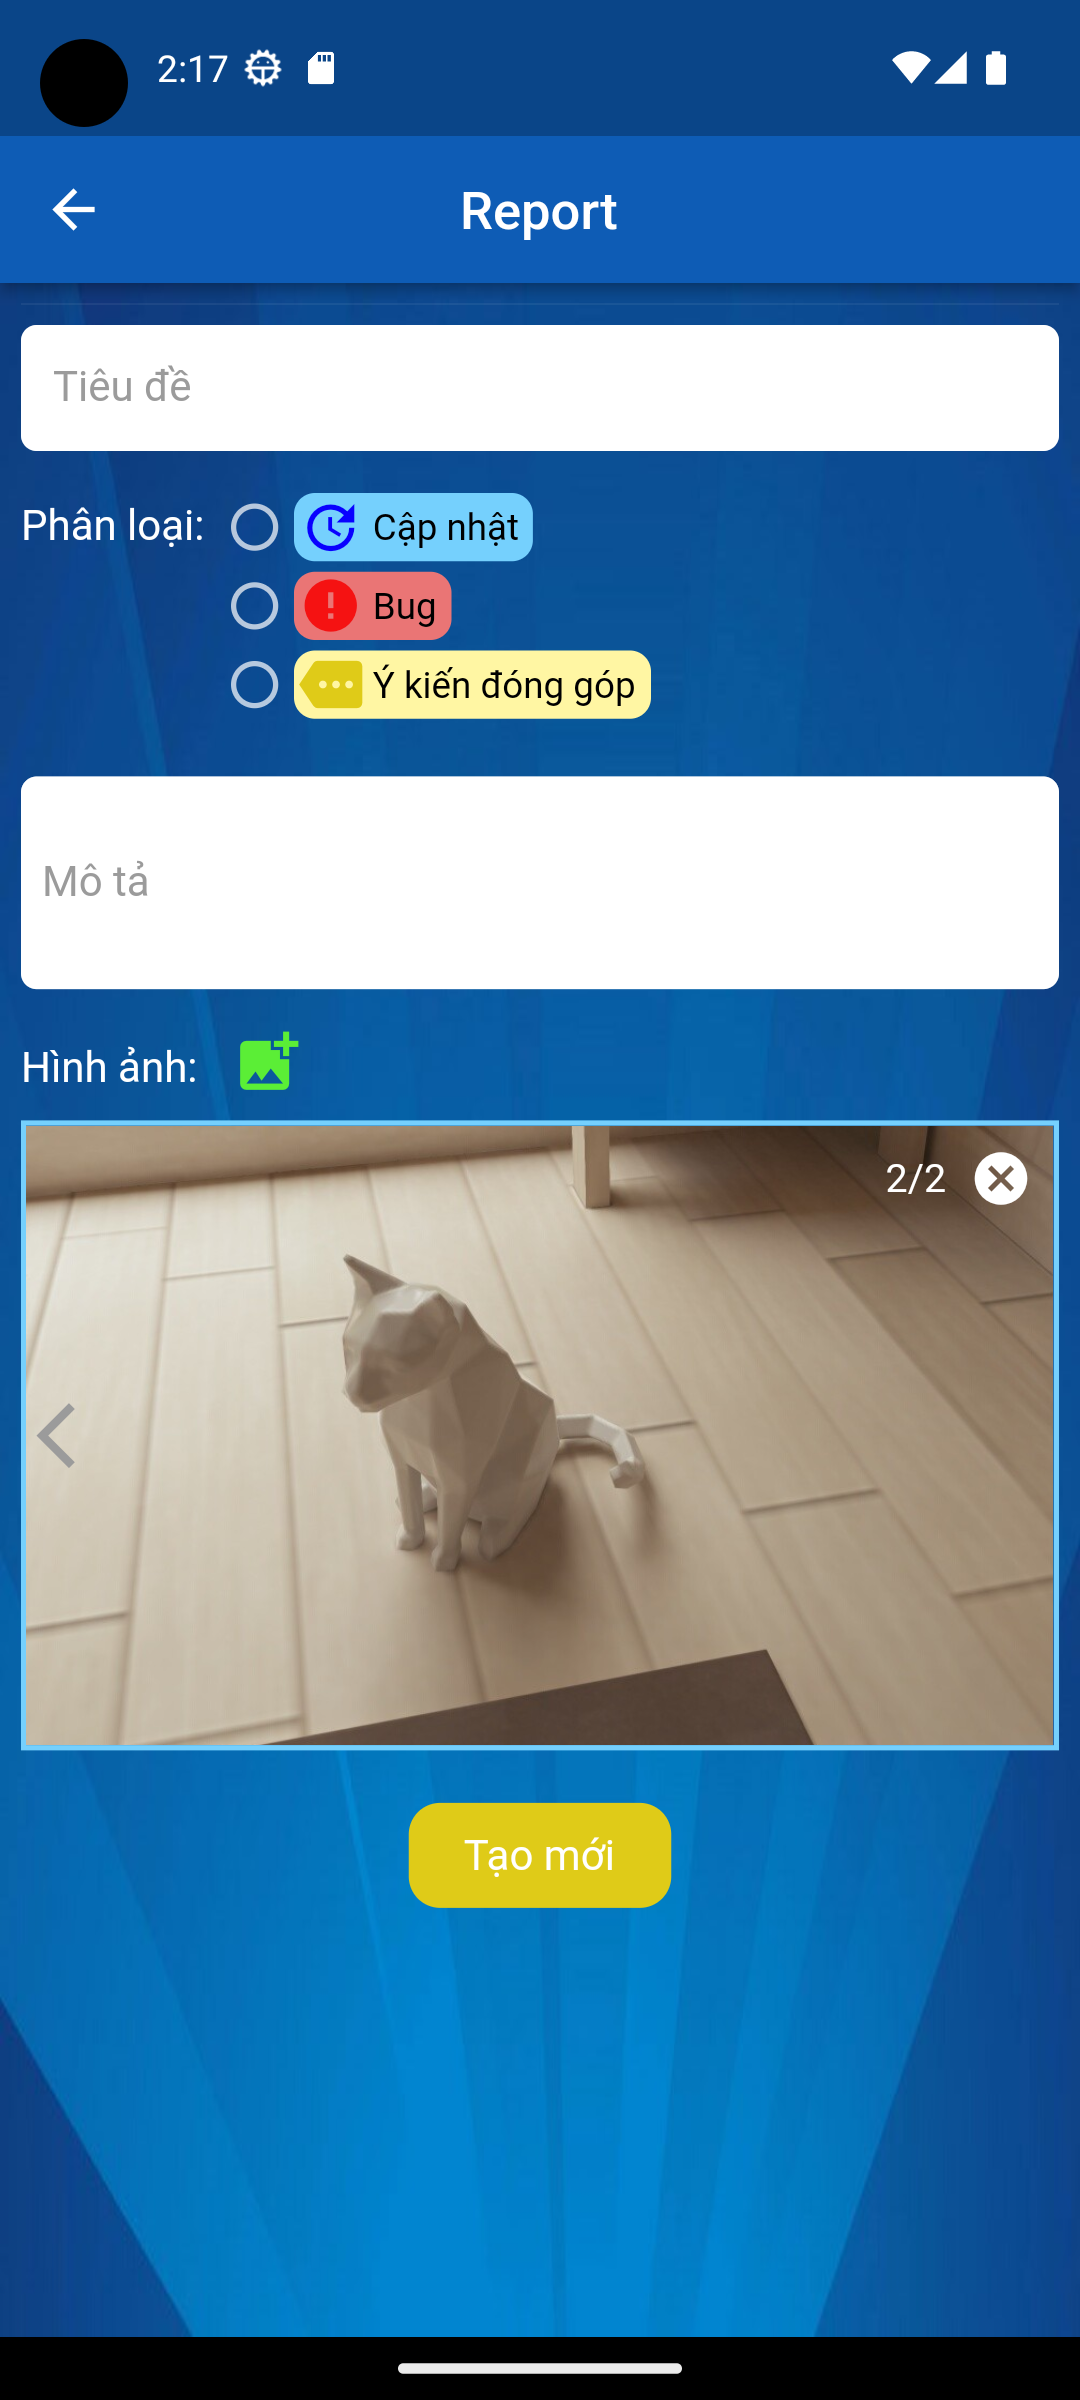 2:17
Report
Tiêu đề
Phân loại:
Cập nhật
Bug
Ý kiến đóng góp
Mô tả
Hình ảnh:
2/2
Tạo mới